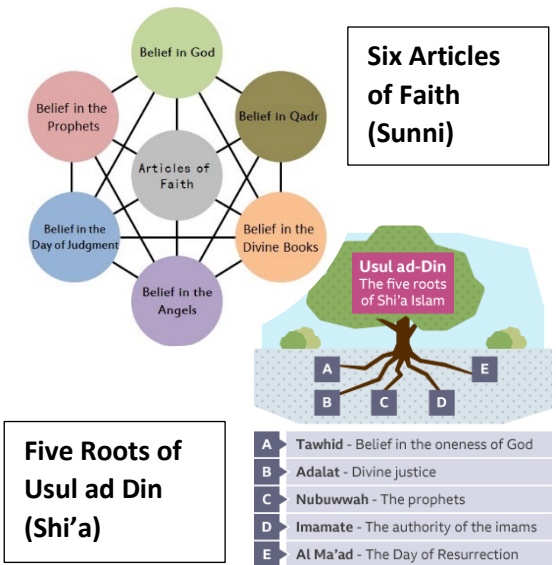 Belief in God
Belief in the
Prophets
Belief in Qadr
Articles of
Faith
Belief in the
Day of Judgment
Belief in the
Divine Books
Belief in the
Angels
Six Articles
of Faith
(Sunni)
Usul ad-Din
The five roots
of Shi'a Islam
A
B
C
D
E
Five Roots of
Usul ad Din
(Shi’a)
A Tawhid - Belief in the oneness of God
B Adalat - Divine justice
C Nubuwwah - The prophets
D Imamate - The authority of the imams
E Al Ma'ad - The Day of Resurrection